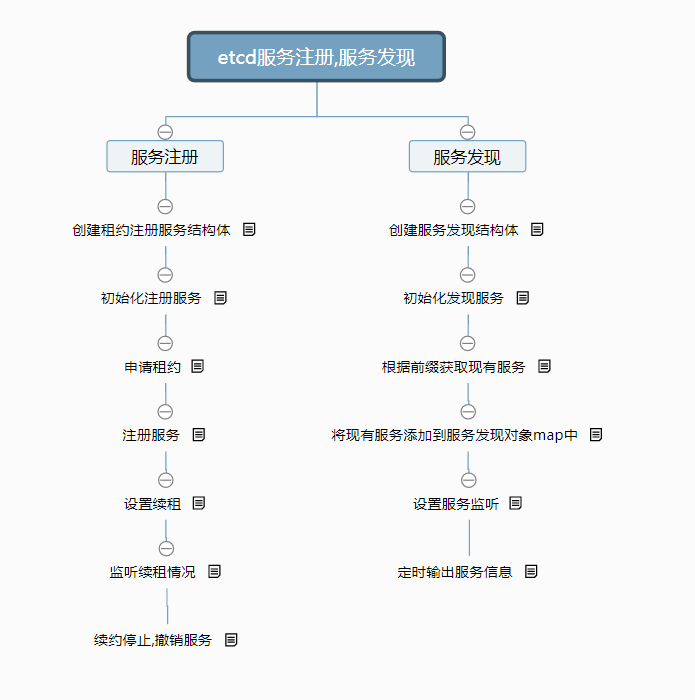 etcd服务注册,服务发现
服务注册
创建租约注册服务结构体
初始化注册服务
申请租约
注册服务
设置续租
监听续租情况
续约停止,撤销服务
服务发现
创建服务发现结构体
初始化发现服务
根据前缀获取现有服务
将现有服务添加到服务发现对象map中
设置服务监听
定时输出服务信息